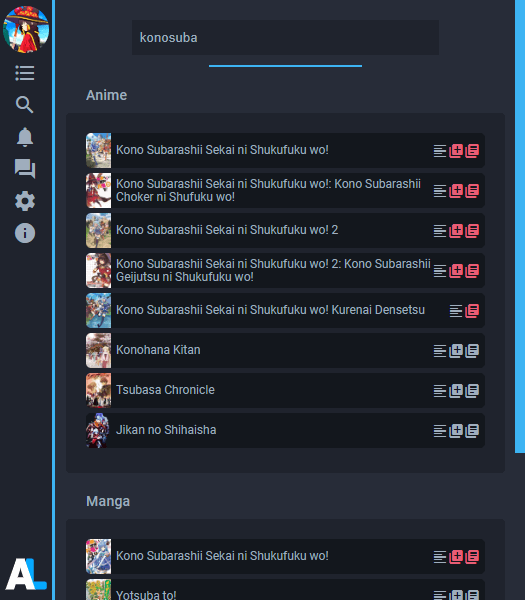 konosuba
Anime
Kono Subarashii Sekai ni Shukufuku wo!
Kono Subarashii Sekai ni Shukufuku wo!: Kono Subarashii
Choker ni Shufuku wo!
Kono Subarashii Sekai ni Shukufuku wo! 2
Kono Subarashii Sekai ni Shukufuku wo! 2: Kono Subarashii
Geijutsu ni Shukufuku wo!
Kono Subarashii Sekai ni Shukufuku wo! Kurenai Densetsu
Konohana Kitan
Tsubasa Chronicle
Jikan no Shihaisha
Manga
Kono Subarashii Sekai ni Shukufuku wo!
Yotsuba to!
AL